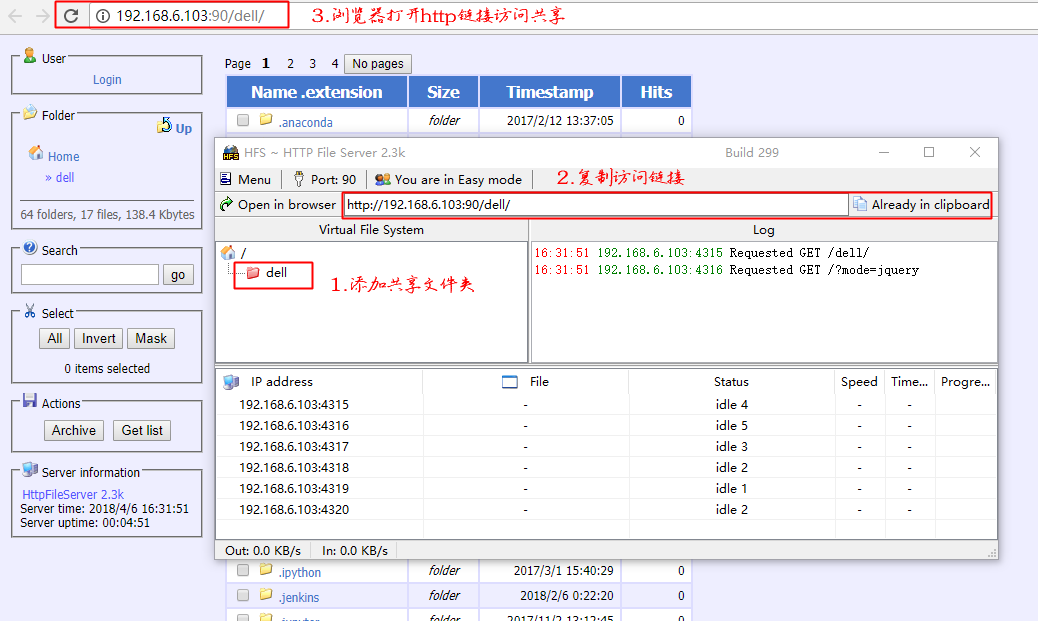 192.168.6.103:90/dell/
3.浏览器打开http链接访问共享
User
Login
Folder
Up
Home
» dell
64 folders, 17 files, 138.4 Kbytes
Search
go
Select
All Invert Mask
0 items selected
Actions
Archive Get list
Server information
HttpFileServer 2.3k
Server time: 2018/4/6 16:31:51
Server uptime: 00:04:51
Page 1 2 3 4 No pages
Name .extension Size Timestamp Hits
.anaconda folder 2017/2/12 13:37:05 0
HFS ~ HTTP File Server 2.3k Build 299
Menu Port: 90 You are in Easy mode
2.复制访问链接
Open in browser http://192.168.6.103:90/dell/ Already in clipboard
Virtual File System Log
/
dell
1.添加共享文件夹
16:31:51 192.168.6.103:4315 Requested GET /dell/
16:31:51 192.168.6.103:4316 Requested GET /?mode=jquery
IP address File Status Speed Time... Progre...
192.168.6.103:4315 - idle 4 - -
192.168.6.103:4316 - idle 5 - -
192.168.6.103:4317 - idle 3 - -
192.168.6.103:4318 - idle 2 - -
192.168.6.103:4319 - idle 1 - -
192.168.6.103:4320 - idle 2 - -
Out: 0.0 KB/s In: 0.0 KB/s
.ipython folder 2017/3/1 15:40:29 0
.jenkins folder 2018/2/6 0:22:20 0
folder 2017/11/2 13:12:45 0